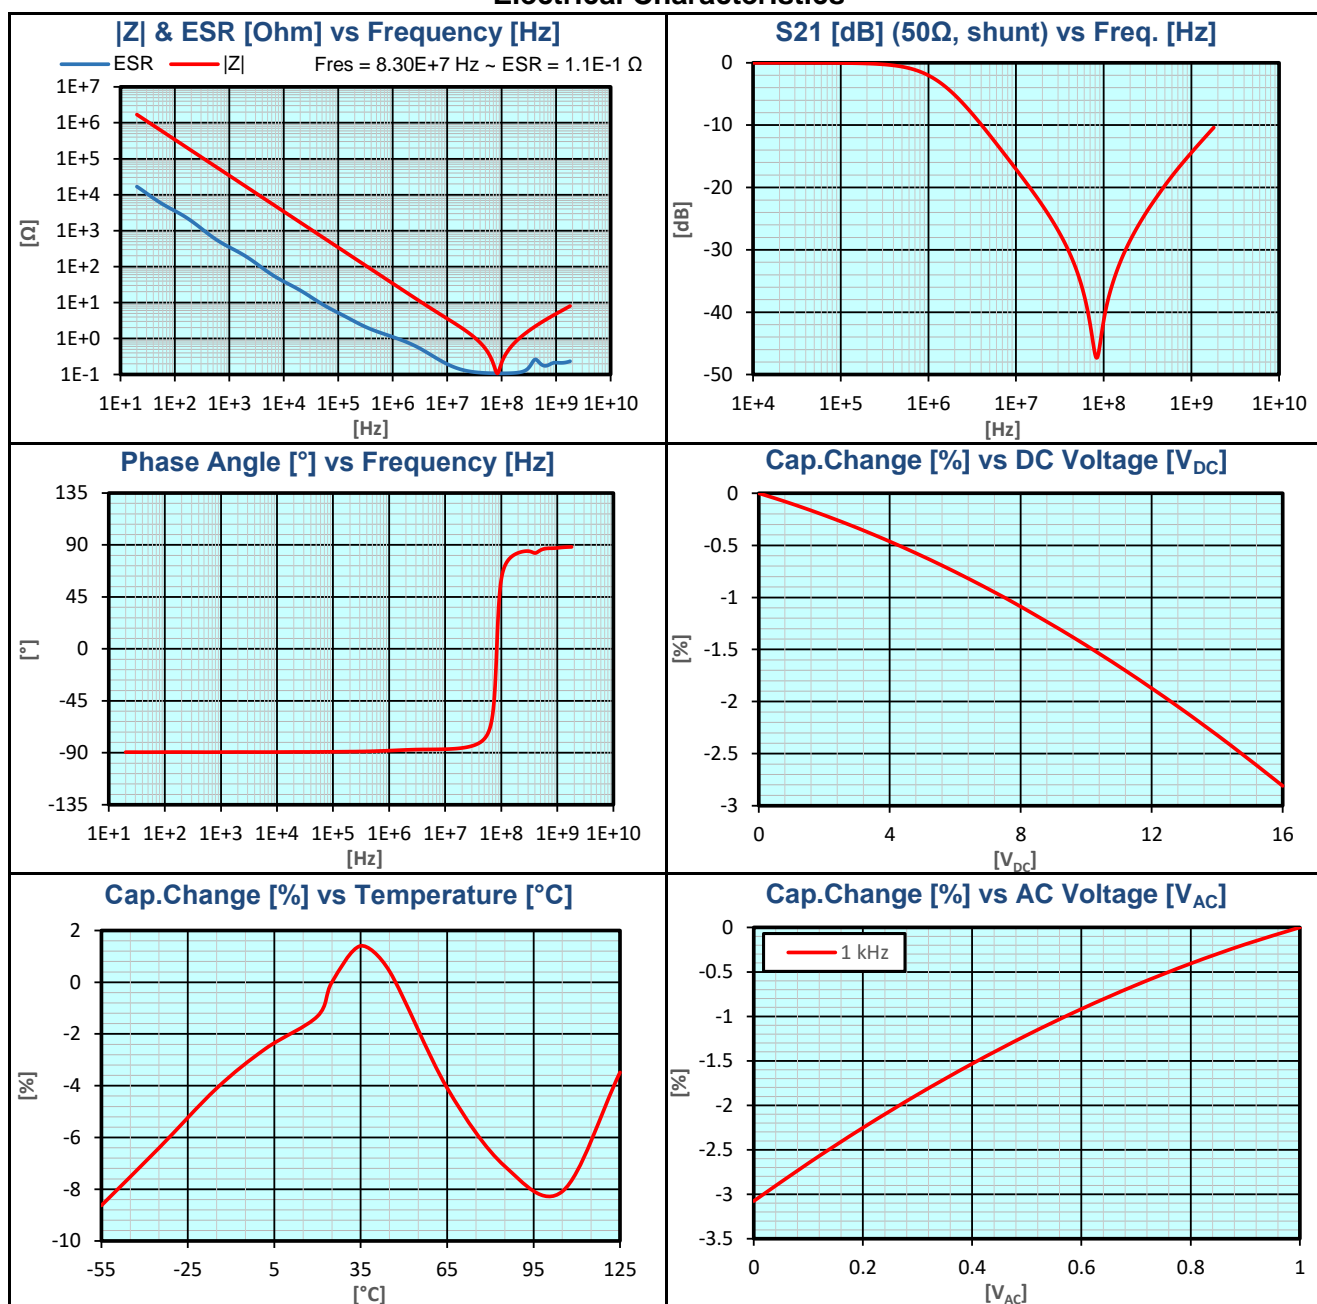 Electrical Characteristics
|Z| & ESR [Ohm] vs Frequency [Hz]
ESR |Z| Fres = 8.30E+7 Hz ~ ESR = 1.1E-1 Ω
1E+7
1E+6
1E+5
1E+4
1E+3
1E+2
1E+1
1E+0
1E-1
[Ω]
1E+1 1E+2 1E+3 1E+4 1E+5 1E+6 1E+7 1E+8 1E+9 1E+10
[Hz]
S21 [dB] (50Ω, shunt) vs Freq. [Hz]
0
-10
-20
-30
-40
-50
[dB]
1E+4 1E+5 1E+6 1E+7 1E+8 1E+9 1E+10
[Hz]
Phase Angle [°] vs Frequency [Hz]
135
90
45
0
-45
-90
-135
[°]
1E+1 1E+2 1E+3 1E+4 1E+5 1E+6 1E+7 1E+8 1E+9 1E+10
[Hz]
Cap.Change [%] vs DC Voltage [VDC]
0
-0.5
-1
-1.5
-2
-2.5
-3
[%]
0 4 8 12 16
[VDC]
Cap.Change [%] vs Temperature [°C]
2
0
-2
-4
-6
-8
-10
[%]
-55 -25 5 35 65 95 125
[°C]
Cap.Change [%] vs AC Voltage [VAC]
1 kHz
0
-0.5
-1
-1.5
-2
-2.5
-3
-3.5
[%]
0 0.2 0.4 0.6 0.8 1
[VAC]